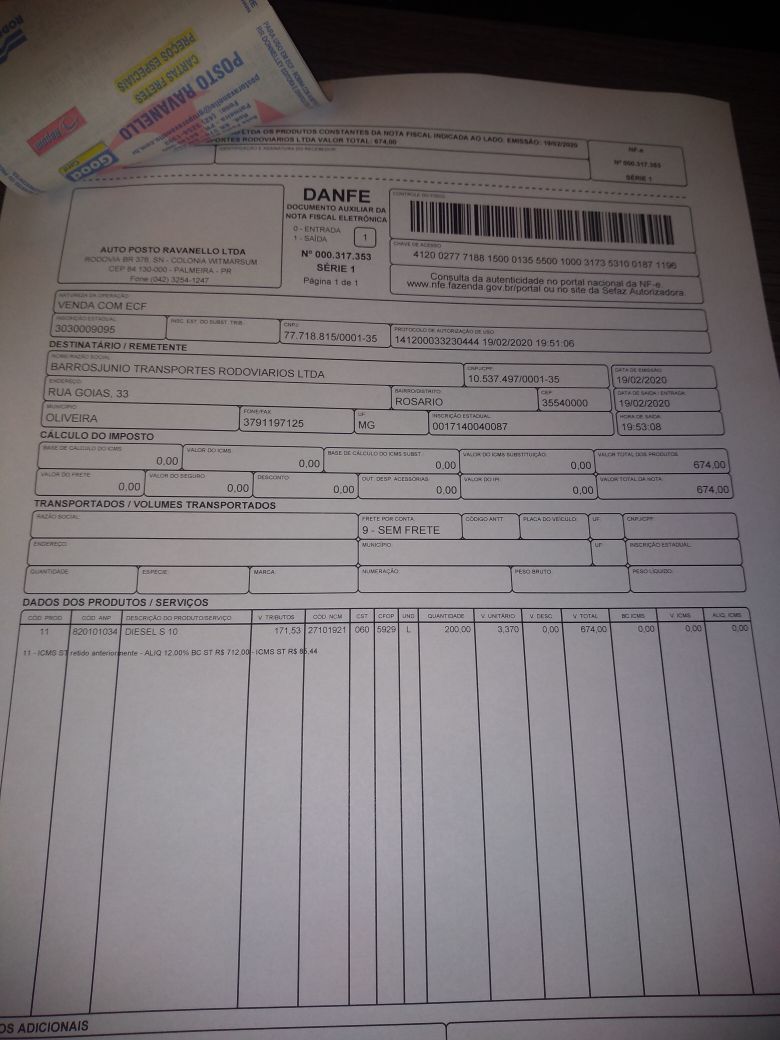 POSTO RAVANELLO
CARTAS FRETES
PREÇOS ESPECIAIS
LTDA OS PRODUTOS CONSTANTES DA NOTA FISCAL INDICADA AO LADO. EMISSÃO: 19/02/2020
PORTES RODOVIARIOS LTDA VALOR TOTAL: 674,00
NF-e
Nº 000.317.353
SÉRIE 1
DANFE
DOCUMENTO AUXILIAR DA
NOTA FISCAL ELETRÔNICA
0 - ENTRADA
1 - SAÍDA
1
Nº 000.317.353
SÉRIE 1
Página 1 de 1
AUTO POSTO RAVANELLO LTDA
RODOVIA BR 376, SN - COLONIA WITMARSUM
CEP 84 130-000 - PALMEIRA - PR
Fone (042) 3254-1247
CONTROLE DO FISCO
CHAVE DE ACESSO
4120 0277 7188 1500 0135 5500 1000 3173 5310 0187 1196
Consulta da autenticidade no portal nacional da NF-e
www.nfe.fazenda.gov.br/portal ou no site da Sefaz Autorizadora
NATUREZA DA OPERAÇÃO
VENDA COM ECF
INSCRIÇÃO ESTADUAL
3030009095
INSC. EST. DO SUBST. TRIB.
CNPJ
77.718.815/0001-35
PROTOCOLO DE AUTORIZAÇÃO DE USO
141200033230444 19/02/2020 19:51:06
DESTINATÁRIO / REMETENTE
NOME/RAZÃO SOCIAL
BARROSJUNIO TRANSPORTES RODOVIARIOS LTDA
CNPJ/CPF:
10.537.497/0001-35
DATA DE EMISSÃO:
19/02/2020
ENDEREÇO:
RUA GOIAS, 33
BAIRRO/DISTRITO:
ROSARIO
CEP:
35540000
DATA DE SAÍDA / ENTRADA:
19/02/2020
MUNICÍPIO
OLIVEIRA
FONE/FAX
3791197125
UF
MG
INSCRIÇÃO ESTADUAL
0017140040087
HORA DE SAÍDA:
19:53:08
CÁLCULO DO IMPOSTO
BASE DE CÁLCULO DO ICMS
0,00
VALOR DO ICMS
0,00
BASE DE CÁLCULO DO ICMS SUBST.:
0,00
VALOR DO ICMS SUBSTITUIÇÃO:
0,00
VALOR TOTAL DOS PRODUTOS
674,00
VALOR DO FRETE
0,00
VALOR DO SEGURO
0,00
DESCONTO:
0,00
OUT. DESP. ACESSÓRIAS:
0,00
VALOR DO IPI:
0,00
VALOR TOTAL DA NOTA:
674,00
TRANSPORTADOS / VOLUMES TRANSPORTADOS
RAZÃO SOCIAL:
FRETE POR CONTA:
9 - SEM FRETE
CÓDIGO ANTT
PLACA DO VEÍCULO:
UF
CNPJ/CPF:
ENDEREÇO:
MUNICÍPIO:
UF
INSCRIÇÃO ESTADUAL:
QUANTIDADE
ESPÉCIE:
MARCA:
NUMERAÇÃO:
PESO BRUTO:
PESO LÍQUIDO:
DADOS DOS PRODUTOS / SERVIÇOS
CÓD. PROD CÓD. ANP DESCRIÇÃO DO PRODUTO/SERVIÇO V. TRIBUTOS CÓD. NCM CST CFOP UND QUANTIDADE V. UNITÁRIO V. DESC. V. TOTAL BC ICMS V. ICMS ALIQ. ICMS
11 820101034 DIESEL S 10 171,53 27101921 060 5929 L 200,00 3,370 0,00 674,00 0,00 0,00 0,00
11 - ICMS ST retido anteriormente - ALIQ 12,00% BC ST R$ 712,00 - ICMS ST R$ 85,44
OS ADICIONAIS